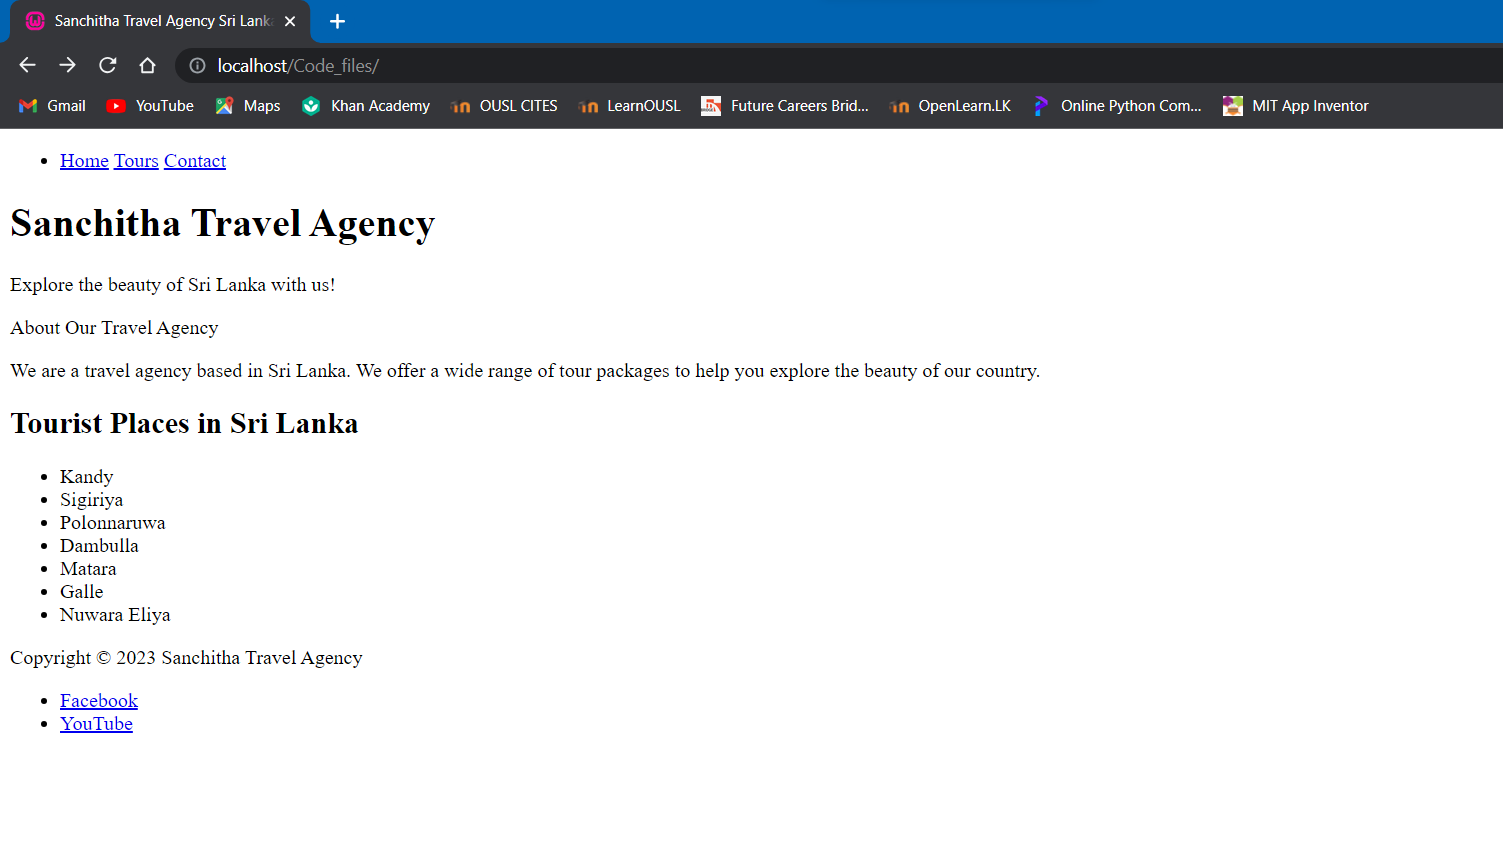 Sanchitha Travel Agency Sri Lank
localhost/Code_files/
Gmail YouTube Maps Khan Academy OUSL CITES LearnOUSL Future Careers Brid... OpenLearn.LK Online Python Com... MIT App Inventor
Home Tours Contact
Sanchitha Travel Agency
Explore the beauty of Sri Lanka with us!
About Our Travel Agency
We are a travel agency based in Sri Lanka. We offer a wide range of tour packages to help you explore the beauty of our country.
Tourist Places in Sri Lanka
Kandy
Sigiriya
Polonnaruwa
Dambulla
Matara
Galle
Nuwara Eliya
Copyright © 2023 Sanchitha Travel Agency
Facebook
YouTube